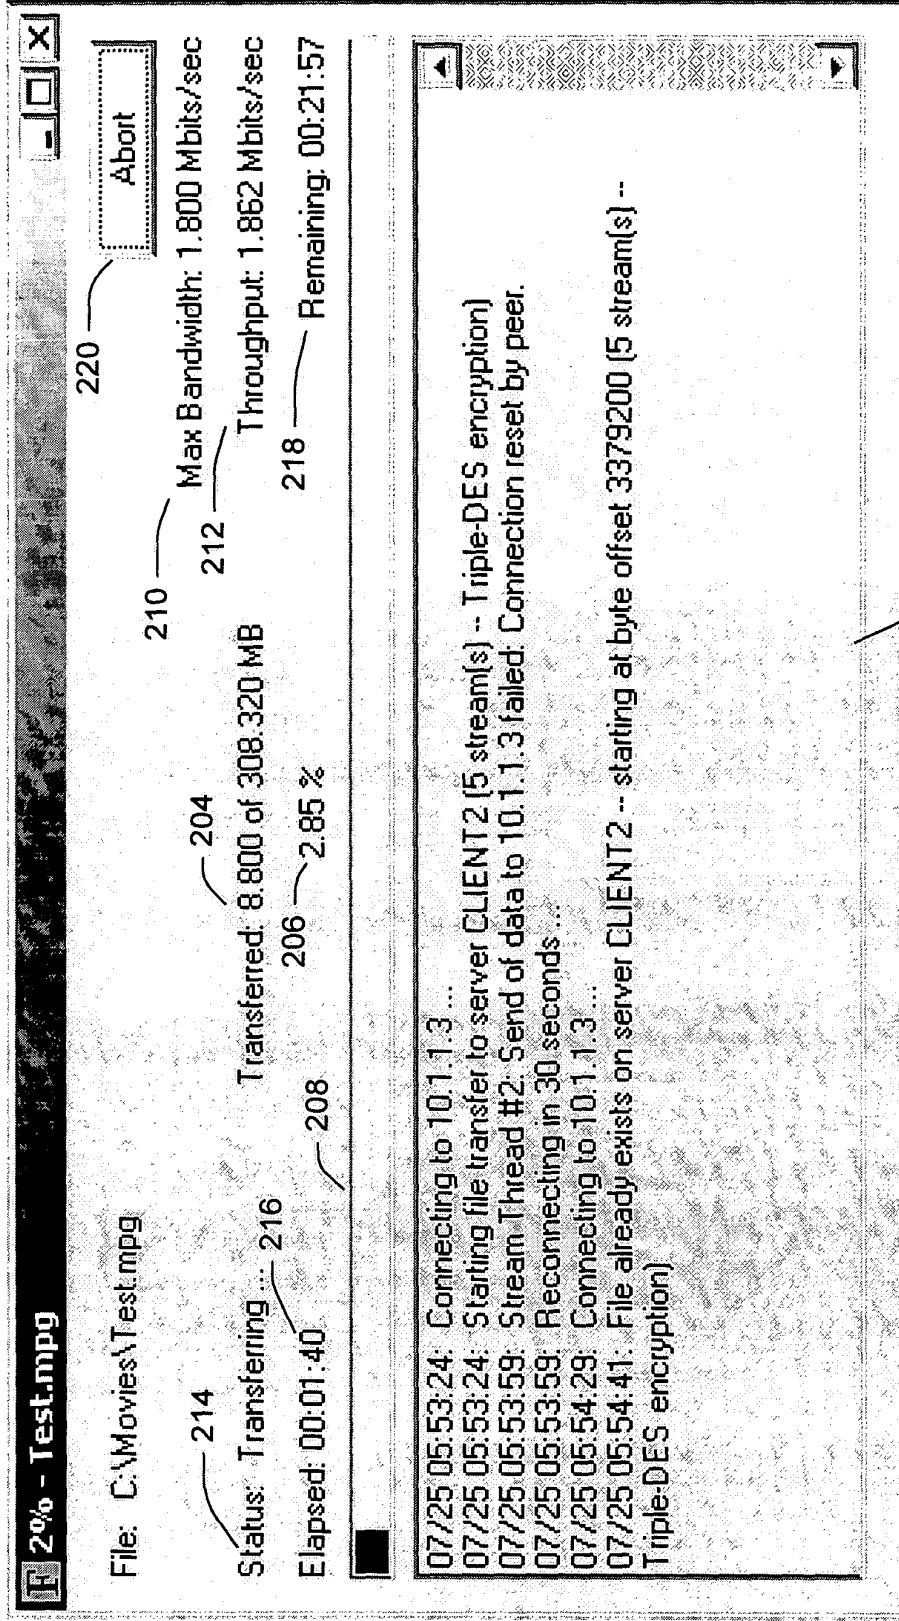 2% - Test.mpg
220
Abort
File: C:\Movies\Test.mpg
210
Max Bandwidth: 1.800 Mbits/sec
214
204
212
Status: Transferring ...
Transferred: 8.800 of 308.320 MB
Throughput: 1.862 Mbits/sec
216
206
218
Elapsed: 00:01:40
2.85 %
Remaining: 00:21:57
208
07/25 05:53:24: Connecting to 10.1.1.3 ...
07/25 05:53:24: Starting file transfer to server CLIENT2 (5 stream(s) -- Triple-DES encryption)
07/25 05:53:59: Stream Thread #2: Send of data to 10.1.1.3 failed: Connection reset by peer.
07/25 05:53:59: Reconnecting in 30 seconds ...
07/25 05:54:29: Connecting to 10.1.1.3 ...
07/25 05:54:41: File already exists on server CLIENT2 -- starting at byte offset 3379200 (5 stream(s) --
Triple-DES encryption)